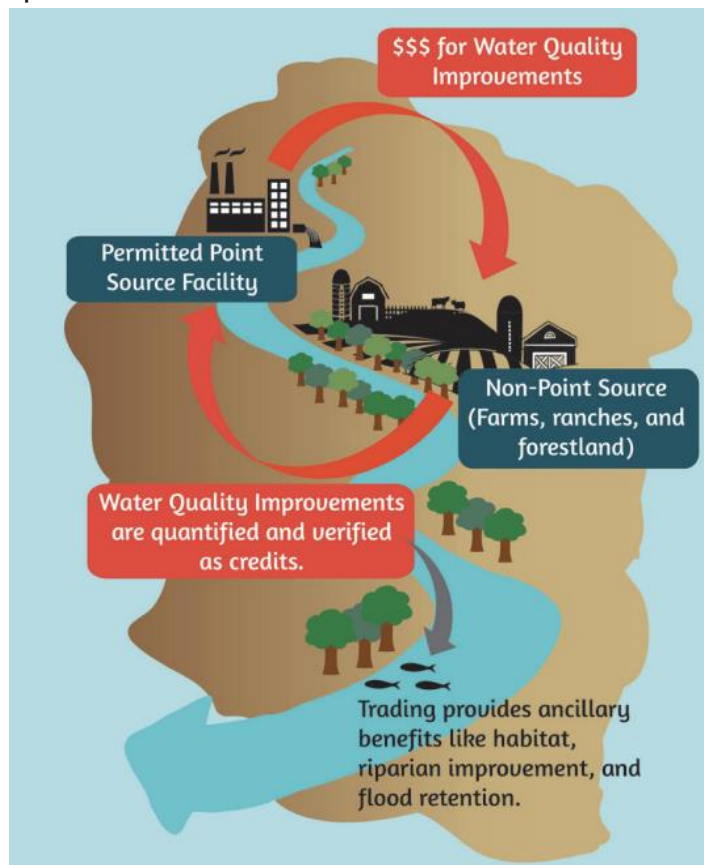 $$$ for Water Quality
Improvements
Permitted Point
Source Facility
Non-Point Source
(Farms, ranches, and
forestland)
Water Quality Improvements
are quantified and verified
as credits.
Trading provides ancillary
benefits like habitat,
riparian improvement, and
flood retention.